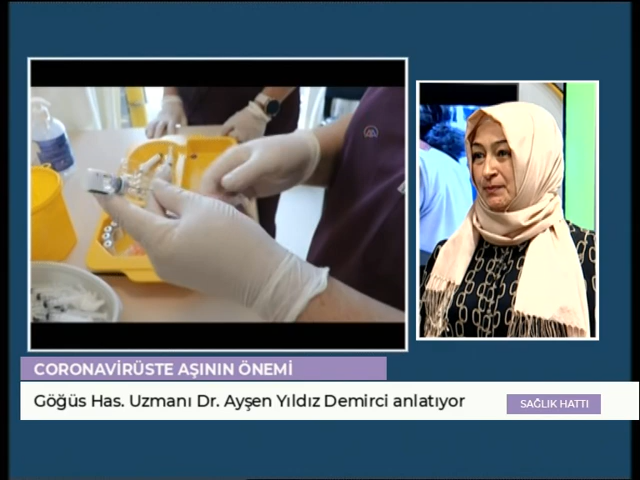 CORONAVİRÜSTE AŞININ ÖNEMİ
Göğüs Has. Uzmanı Dr. Ayşen Yıldız Demirci anlatıyor
SAĞLIK HATTI